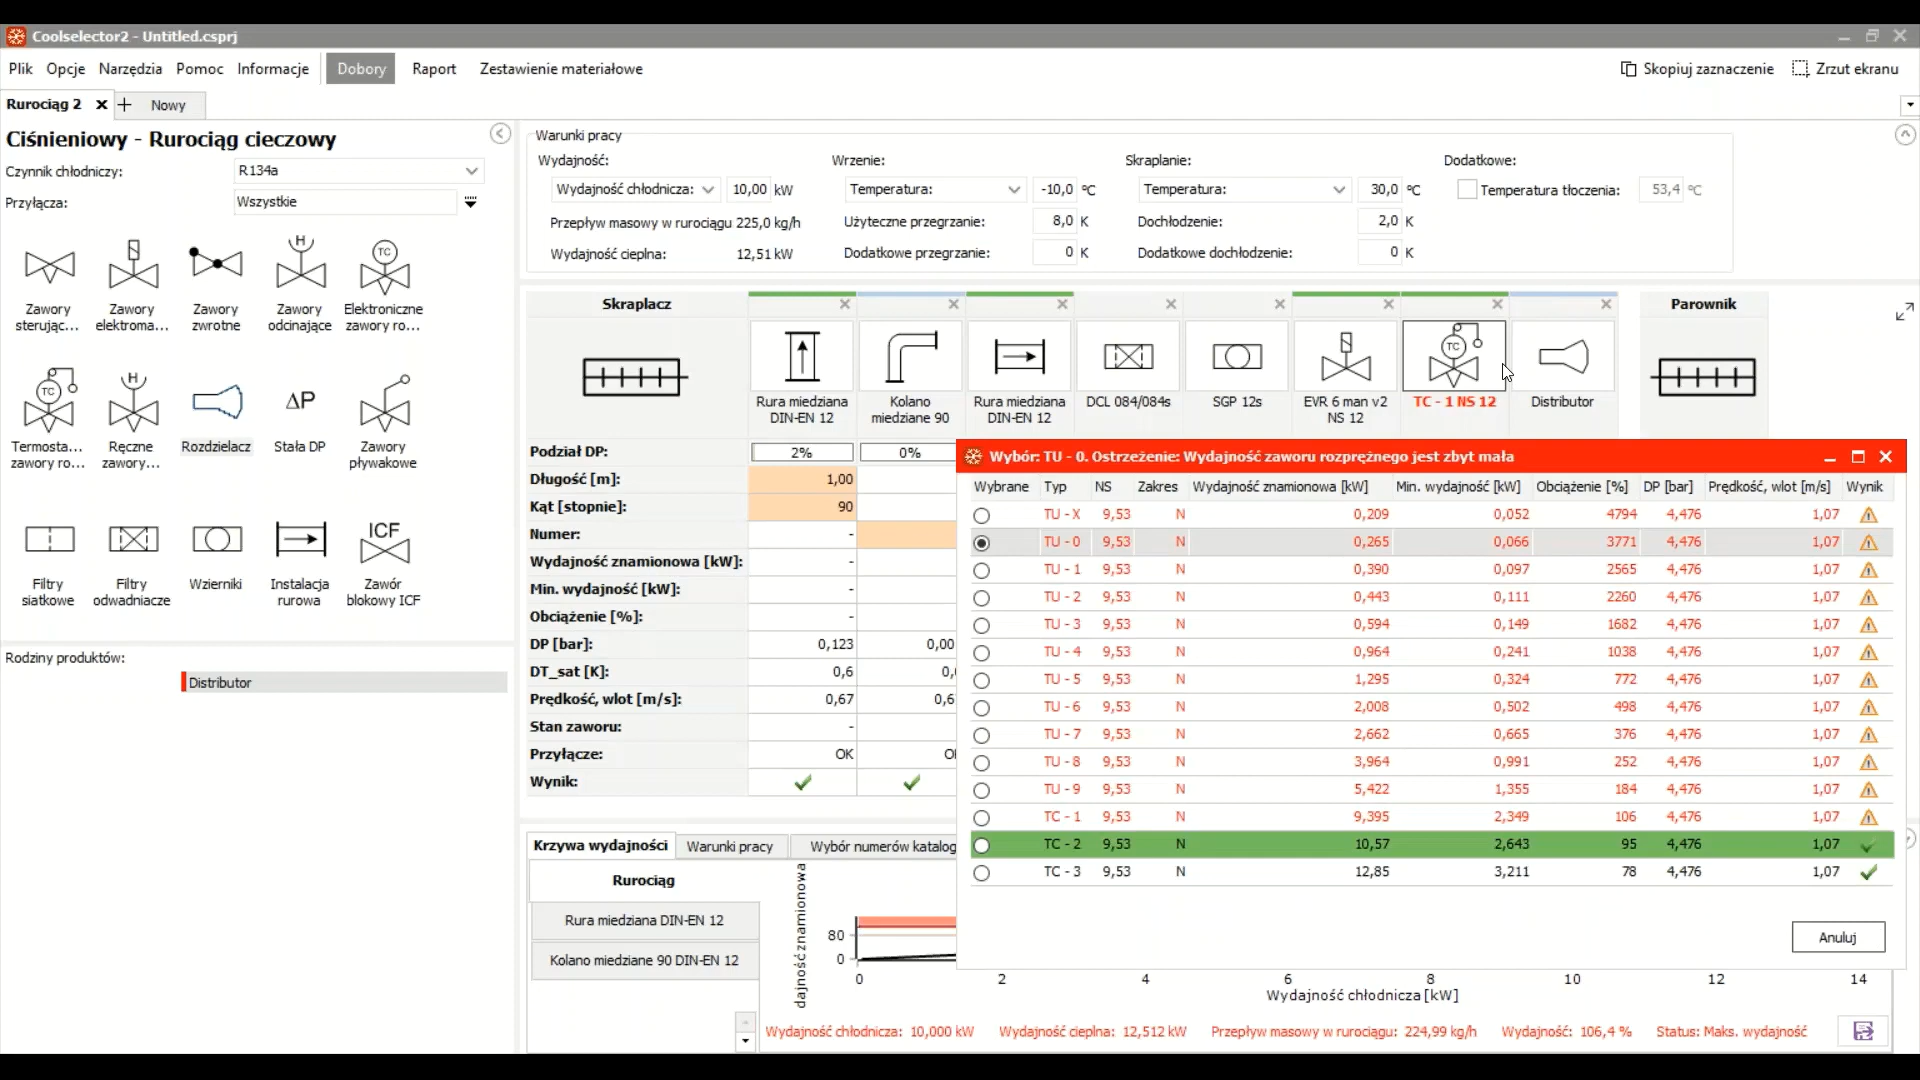 Coolselector2 - Untitled.csprj
Plik Opcje Narzędzia Pomoc Informacje Dobory Raport Zestawienie materiałowe Skopiuj zaznaczenie Zrzut ekranu
Rurociąg 2 Nowy
Ciśnieniowy - Rurociąg cieczowy
Czynnik chłodniczy: R134a
Przyłącza: Wszystkie
H TC
Zawory sterując... Zawory elektroma... Zawory zwrotne Zawory odcinające Elektroniczne zawory ro...
TC H ΔP
Termosta... zawory ro... Ręczne zawory... Rozdzielacz Stała DP Zawory pływakowe
ICF
Filtry siatkowe Filtry odwadniacze Wzierniki Instalacja rurowa Zawór blokowy ICF
Rodziny produktów:
Distributor
Warunki pracy
Wydajność: Wrzenie: Skraplanie: Dodatkowe:
Wydajność chłodnicza: 10,00 kW Temperatura: -10,0 °C Temperatura: 30,0 °C Temperatura tłoczenia: 53,4 °C
Przepływ masowy w rurociągu 225,0 kg/h Użyteczne przegrzanie: 8,0 K Dochłodzenie: 2,0 K
Wydajność cieplna: 12,51 kW Dodatkowe przegrzanie: 0 K Dodatkowe dochłodzenie: 0 K
Skraplacz Parownik
TC
Rura miedziana DIN-EN 12 Kolano miedziane 90 Rura miedziana DIN-EN 12 DCL 084/084s SGP 12s EVR 6 man v2 NS 12 TC - 1 NS 12 Distributor
Podział DP: 2% 0%
Długość [m]: 1,00
Kąt [stopnie]: 90
Numer: -
Wydajność znamionowa [kW]: -
Min. wydajność [kW]: -
Obciążenie [%]: -
DP [bar]: 0,123 0,00
DT_sat [K]: 0,6 0,
Prędkość, wlot [m/s]: 0,67 0,6
Stan zaworu: -
Przyłącze: OK
Wynik:
Wybór: TU - 0. Ostrzeżenie: Wydajność zaworu rozprężnego jest zbyt mała
Wybrane Typ NS Zakres Wydajność znamionowa [kW] Min. wydajność [kW] Obciążenie [%] DP [bar] Prędkość, wlot [m/s] Wynik
TU - X 9,53 N 0,209 0,052 4794 4,476 1,07
TU - 0 9,53 N 0,265 0,066 3771 4,476 1,07
TU - 1 9,53 N 0,390 0,097 2565 4,476 1,07
TU - 2 9,53 N 0,443 0,111 2260 4,476 1,07
TU - 3 9,53 N 0,594 0,149 1682 4,476 1,07
TU - 4 9,53 N 0,964 0,241 1038 4,476 1,07
TU - 5 9,53 N 1,295 0,324 772 4,476 1,07
TU - 6 9,53 N 2,008 0,502 498 4,476 1,07
TU - 7 9,53 N 2,662 0,665 376 4,476 1,07
TU - 8 9,53 N 3,964 0,991 252 4,476 1,07
TU - 9 9,53 N 5,422 1,355 184 4,476 1,07
TC - 1 9,53 N 9,395 2,349 106 4,476 1,07
TC - 2 9,53 N 10,57 2,643 95 4,476 1,07
TC - 3 9,53 N 12,85 3,211 78 4,476 1,07
Anuluj
Krzywa wydajności Warunki pracy Wybór numerów katalog
Rurociąg
Rura miedziana DIN-EN 12
Kolano miedziane 90 DIN-EN 12
dajność znamionowa
80
0
0 2 4 6 8 10 12 14
Wydajność chłodnicza [kW]
Wydajność chłodnicza: 10,000 kW Wydajność cieplna: 12,512 kW Przepływ masowy w rurociągu: 224,99 kg/h Wydajność: 106,4 % Status: Maks. wydajność